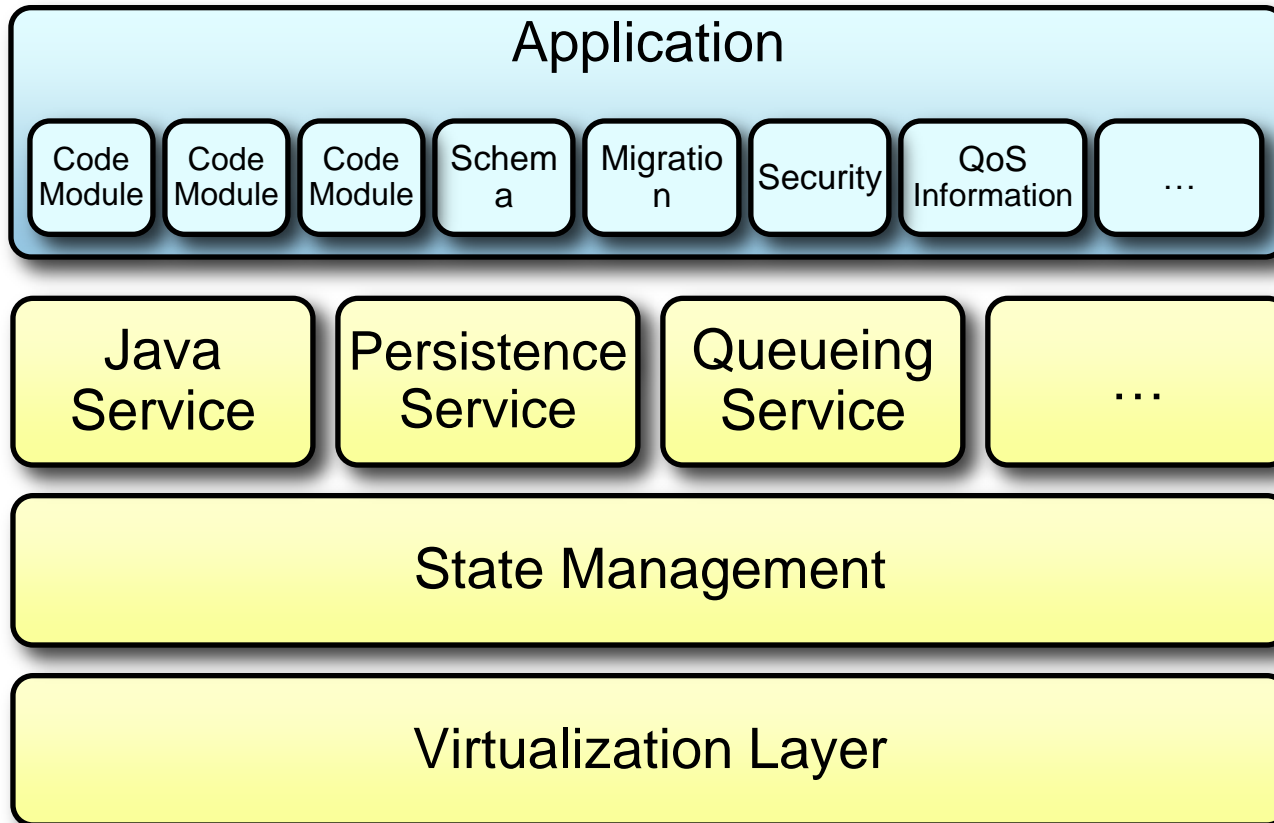 Application
Code
Module
Code
Module
Code
Module
Schem
a
Migratio
n
Security
QoS
Information
…
Java
Service
Persistence
Service
Queueing
Service
…
State Management
Virtualization Layer